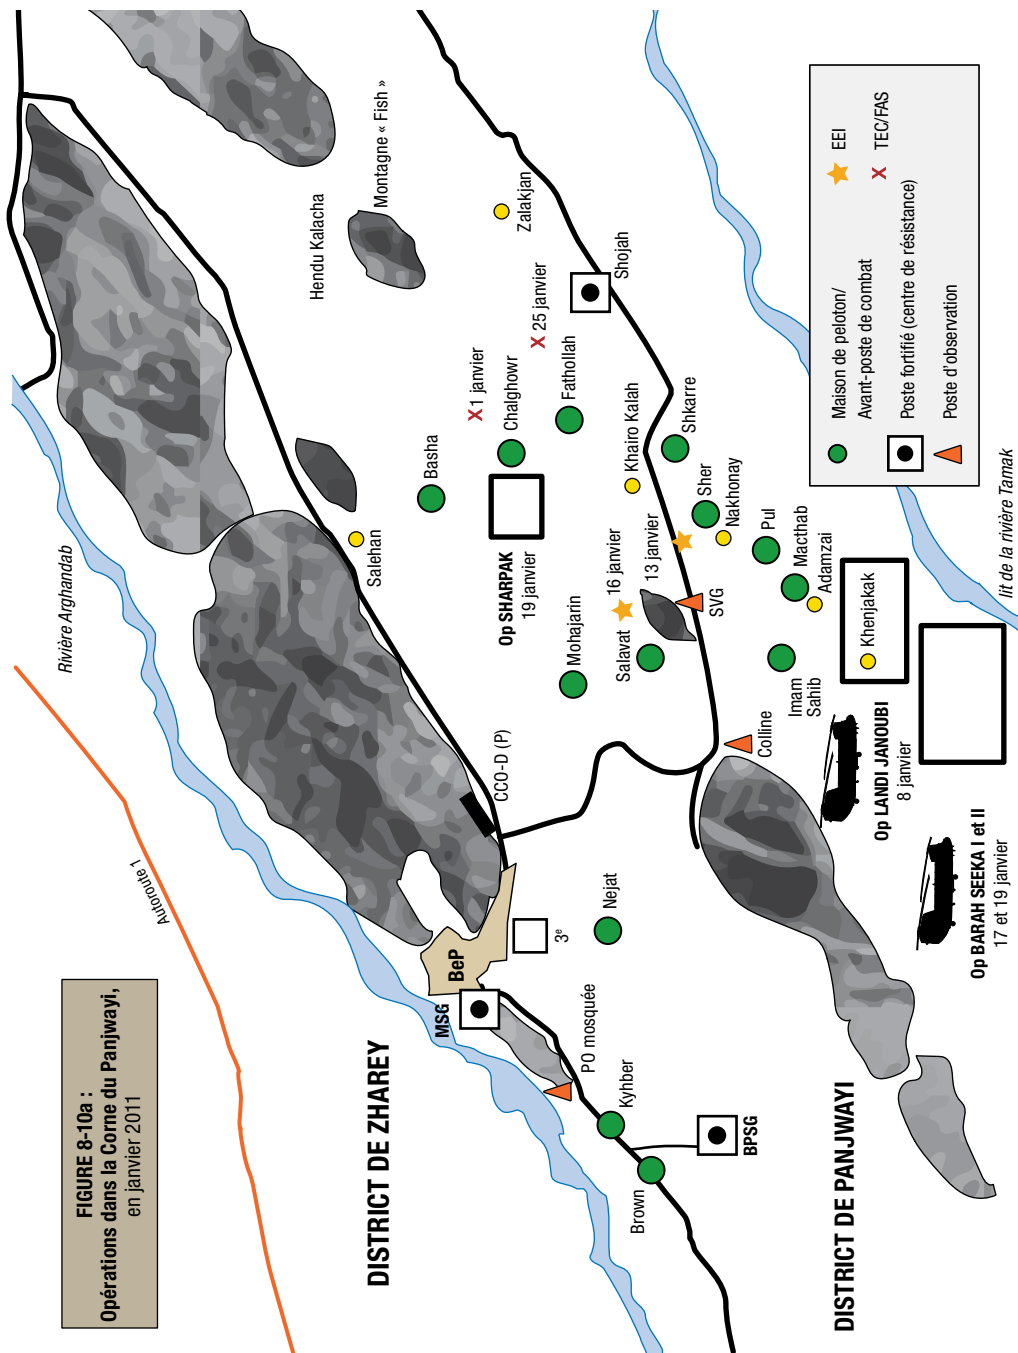 FIGURE 8-10a :
Opérations dans la Corne du Panjwayi,
en janvier 2011
Autoroute 1
Rivière Arghandab
DISTRICT DE ZHAREY
MSG
BeP
3e
CCO-D (P)
PO mosquée
Kyhber
Brown
BPSG
Nejat
DISTRICT DE PANJWAYI
Salehan
Basha
Hendu Kalacha
Montagne « Fish »
Zalakjan
X 1 janvier
Chalghowr
X 25 janvier
Fathollah
Shojah
Op SHARPAK
19 janvier
Mohajarin
Salavat
16 janvier
13 janvier
Khairo Kalah
Shkarre
Sher
Nakhonay
SVG
Pul
Macthab
Adamzai
Imam
Sahib
Colline
Khenjakak
Op LANDI JANOUBI
8 janvier
Op BARAH SEEKA I et II
17 et 19 janvier
lit de la rivière Tarnak
Maison de peloton/
Avant-poste de combat
Poste fortifié (centre de résistance)
Poste d'observation
EEI
X TEC/FAS